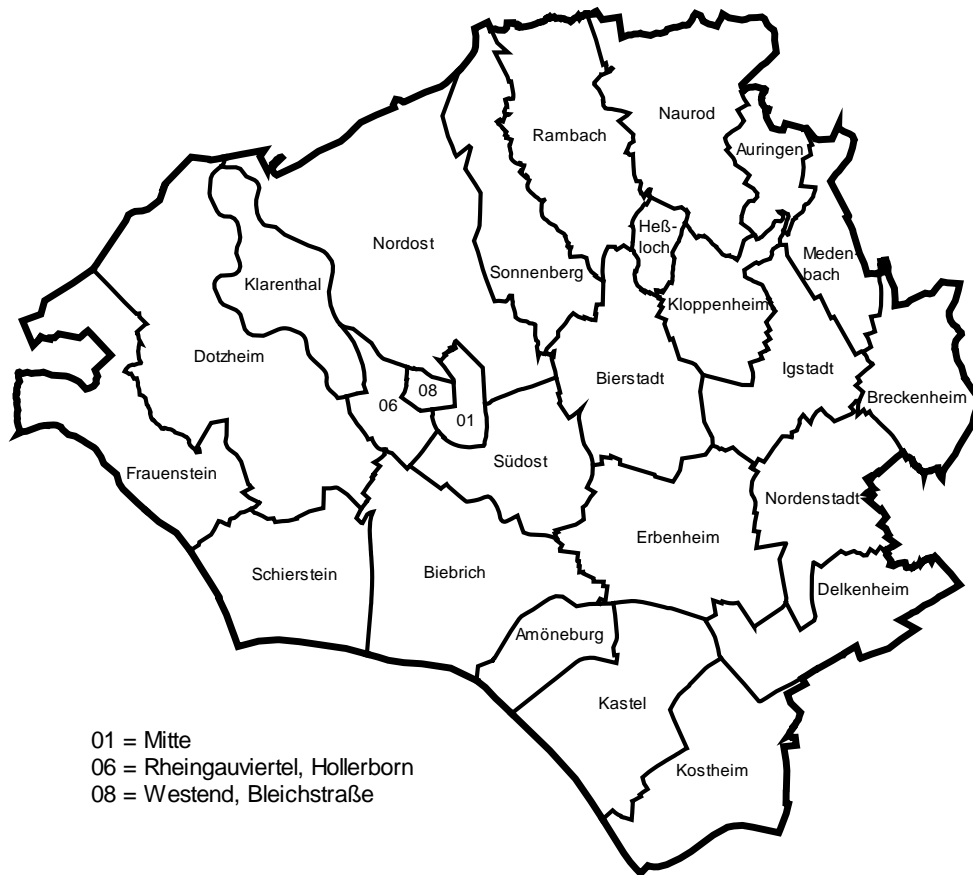 Naurod
Rambach
Auringen
Heß-
loch
Nordost
Sonnenberg
Meden-
bach
Klarenthal
Kloppenheim
Dotzheim
Bierstadt
Igstadt
08
06
01
Breckenheim
Südost
Frauenstein
Nordenstadt
Erbenheim
Schierstein
Biebrich
Delkenheim
Amöneburg
Kastel
Kostheim
01 = Mitte
06 = Rheingauviertel, Hollerborn
08 = Westend, Bleichstraße